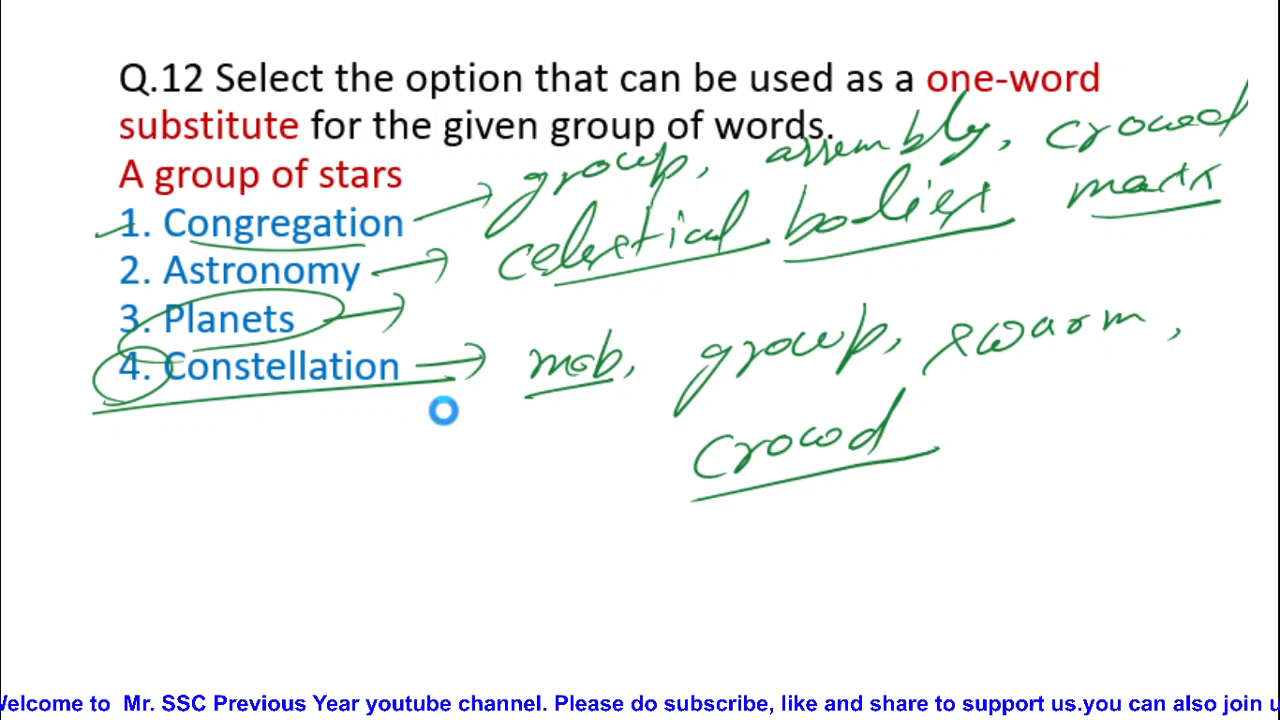 Q.12 Select the option that can be used as a one-word
substitute for the given group of words.
A group of stars
1. Congregation → group, assembly, crowd
2. Astronomy → celestial bodies
3. Planets →
4. Constellation → mob, group, swarm,
crowd
Welcome to Mr. SSC Previous Year youtube channel. Please do subscribe, like and share to support us.you can also join u